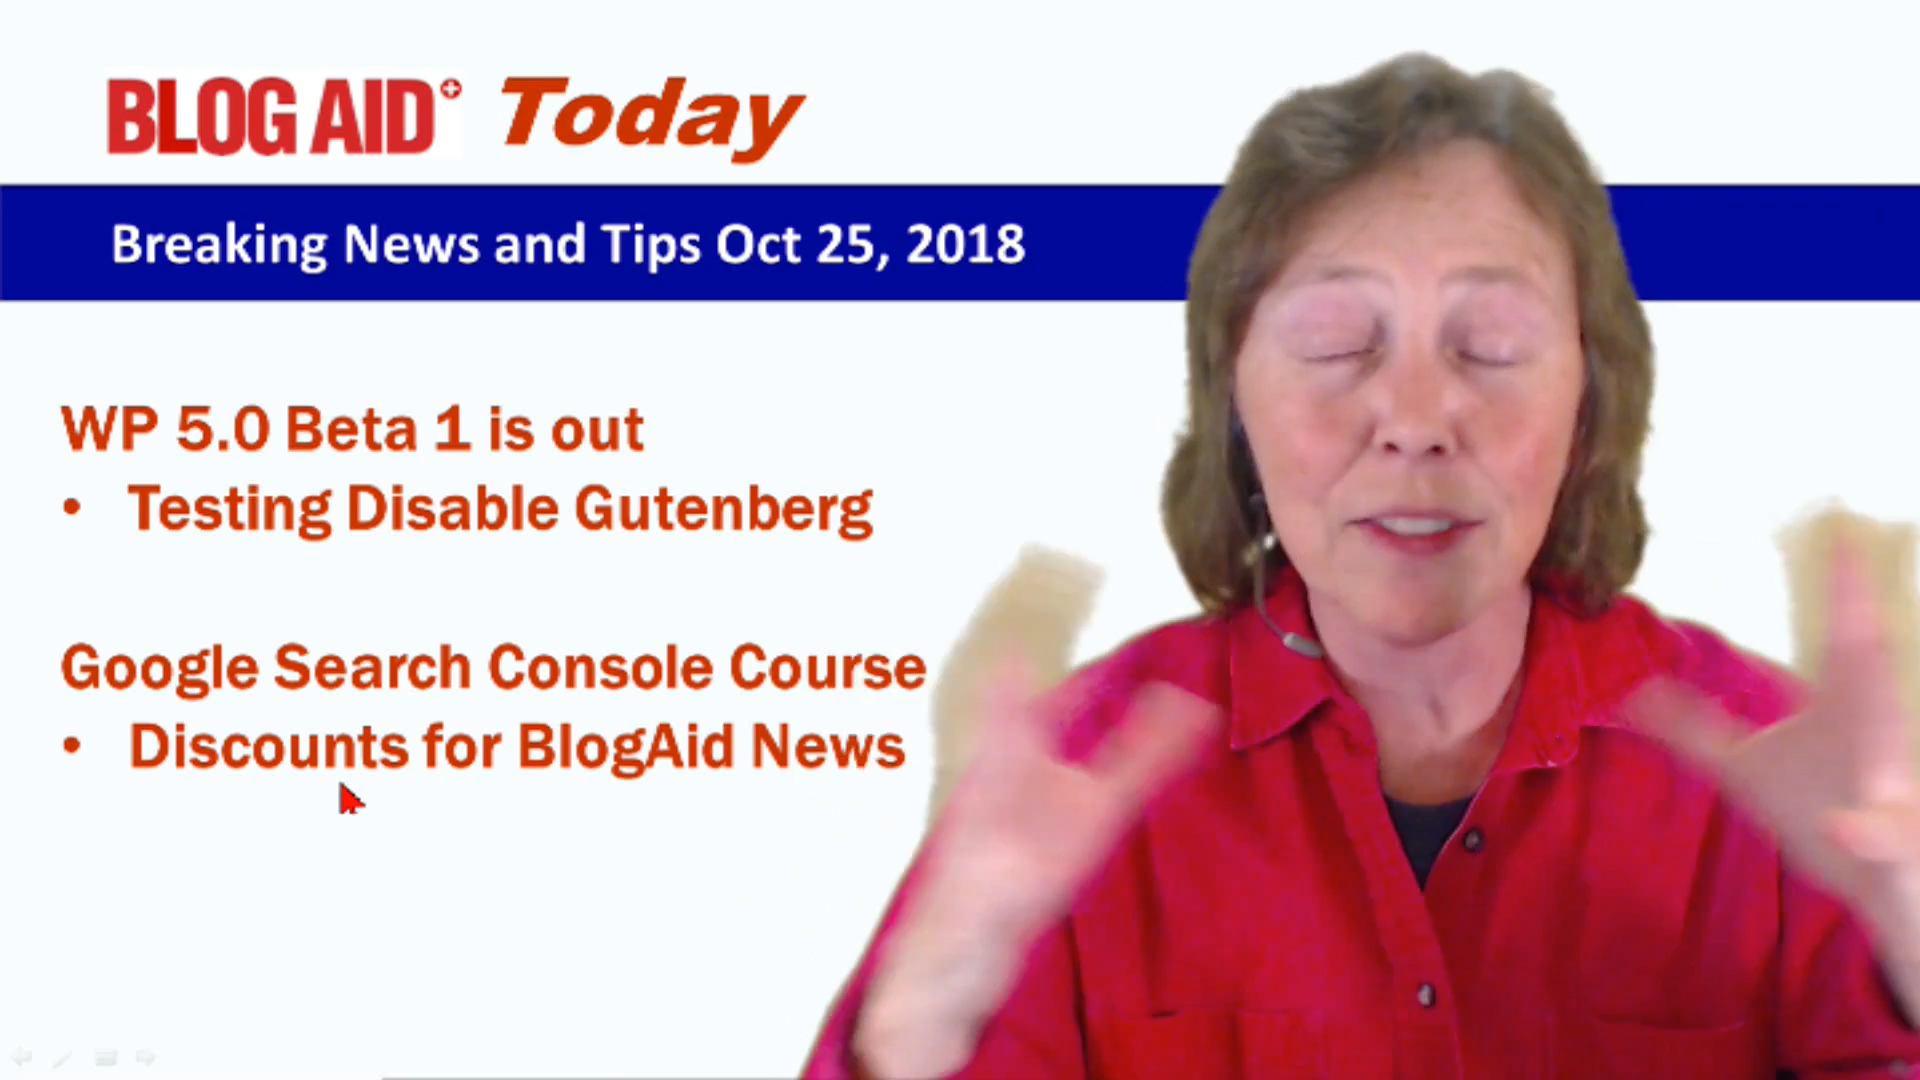 BLOG AID Today
Breaking News and Tips Oct 25, 2018
WP 5.0 Beta 1 is out
• Testing Disable Gutenberg
Google Search Console Course
• Discounts for BlogAid News